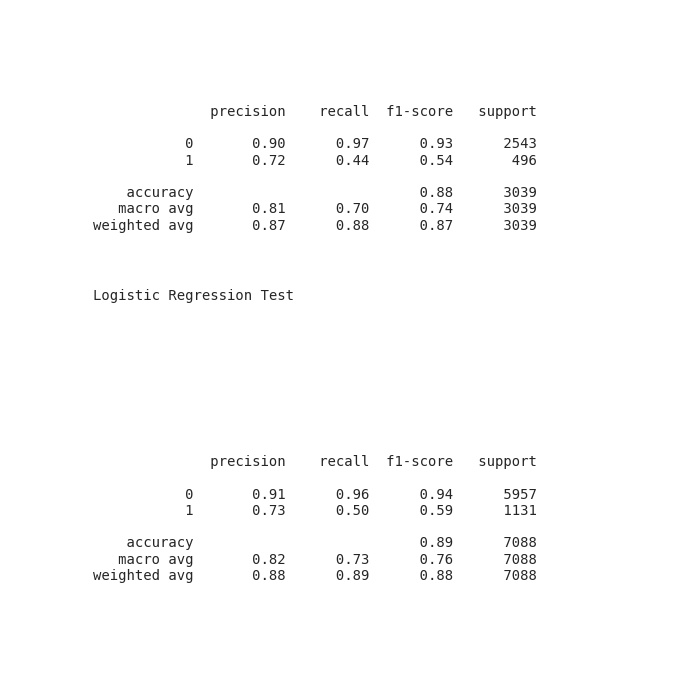 precision recall f1-score support
0 0.90 0.97 0.93 2543
1 0.72 0.44 0.54 496
accuracy 0.88 3039
macro avg 0.81 0.70 0.74 3039
weighted avg 0.87 0.88 0.87 3039
Logistic Regression Test
precision recall f1-score support
0 0.91 0.96 0.94 5957
1 0.73 0.50 0.59 1131
accuracy 0.89 7088
macro avg 0.82 0.73 0.76 7088
weighted avg 0.88 0.89 0.88 7088